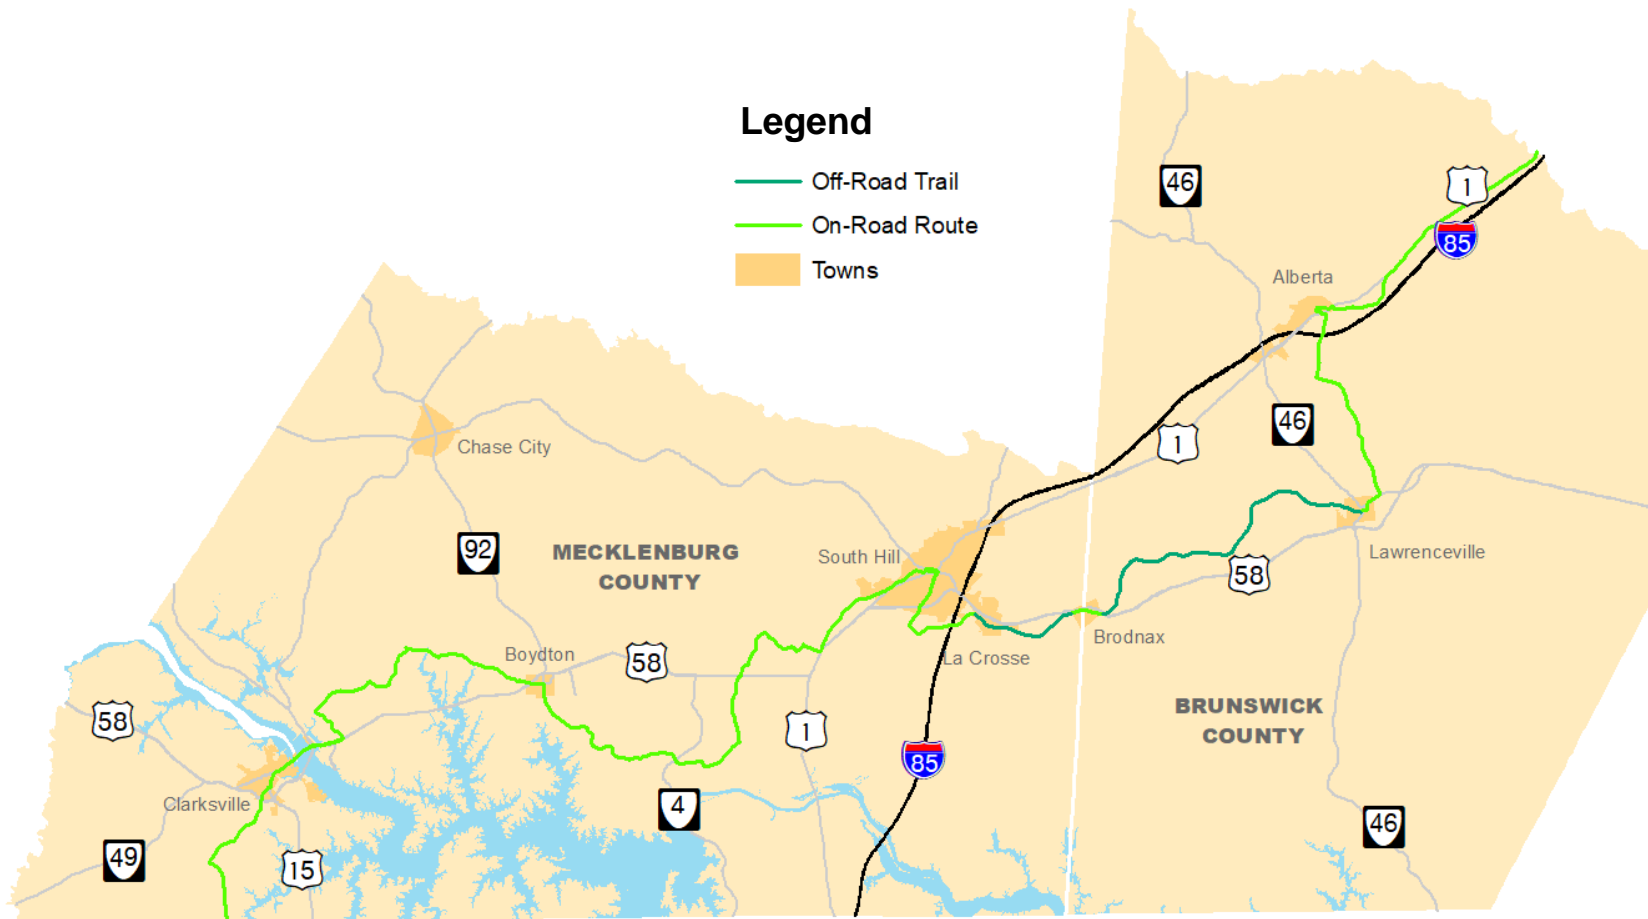 Legend
Off-Road Trail
On-Road Route
Towns
46
1
85
Alberta
46
1
Chase City
92
MECKLENBURG
COUNTY
South Hill
58
Lawrenceville
Brodnax
La Crosse
Boydton
58
58
1
BRUNSWICK
COUNTY
85
Clarksville
4
46
49
15